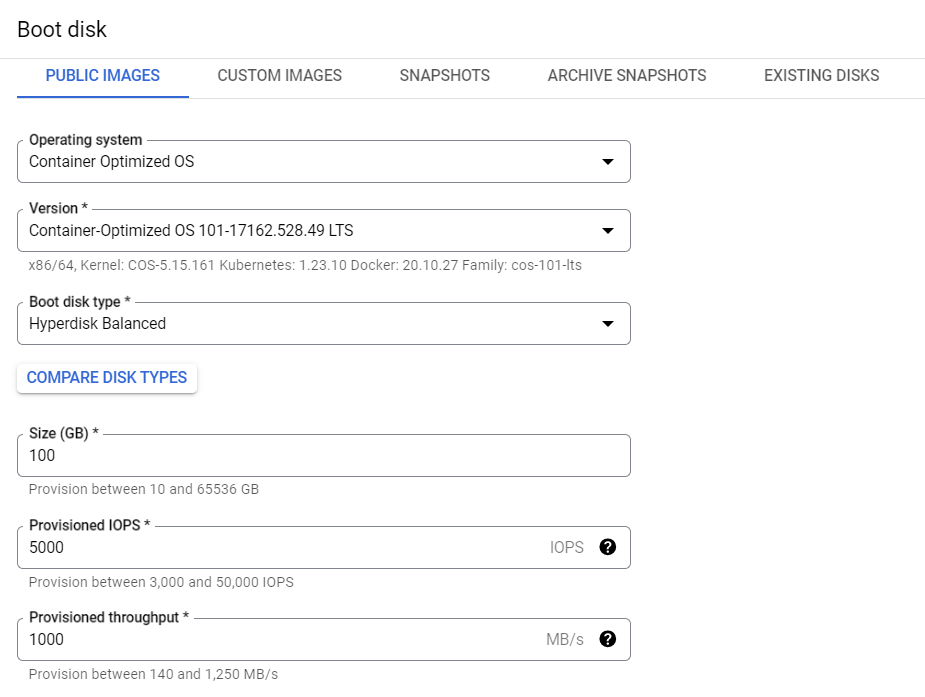 Boot disk
PUBLIC IMAGES CUSTOM IMAGES SNAPSHOTS ARCHIVE SNAPSHOTS EXISTING DISKS
Operating system
Container Optimized OS
Version *
Container-Optimized OS 101-17162.528.49 LTS
x86/64, Kernel: COS-5.15.161 Kubernetes: 1.23.10 Docker: 20.10.27 Family: cos-101-lts
Boot disk type *
Hyperdisk Balanced
COMPARE DISK TYPES
Size (GB) *
100
Provision between 10 and 65536 GB
Provisioned IOPS *
5000 IOPS ?
Provision between 3,000 and 50,000 IOPS
Provisioned throughput *
1000 MB/s ?
Provision between 140 and 1,250 MB/s